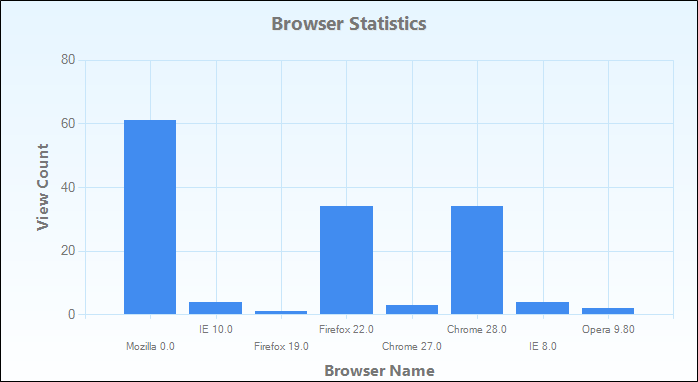 Browser Statistics
80
60
40
20
0
View Count
IE 10.0 Firefox 22.0 Chrome 28.0 Opera 9.80
Mozilla 0.0 Firefox 19.0 Chrome 27.0 IE 8.0
Browser Name